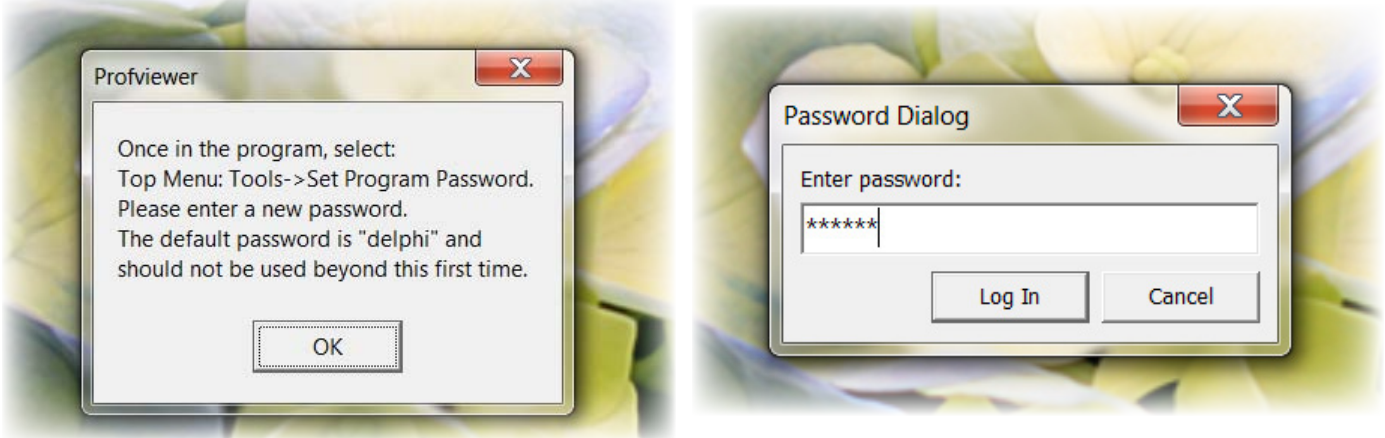 Profviewer
Once in the program, select:
Top Menu: Tools->Set Program Password.
Please enter a new password.
The default password is "delphi" and
should not be used beyond this first time.
OK
Password Dialog
Enter password:
******
Log In
Cancel